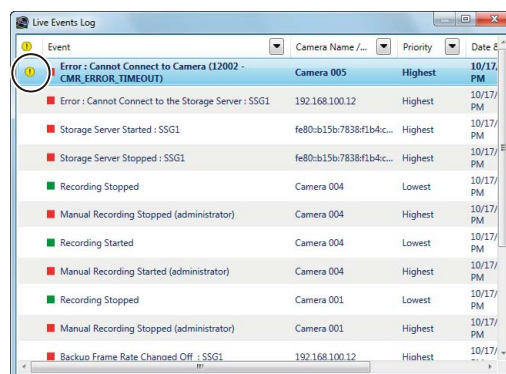 Live Events Log
Event Camera Name /... Priority Date &
Error : Cannot Connect to Camera (12002 - Camera 005 Highest 10/17,
CMR_ERROR_TIMEOUT) PM
Error : Cannot Connect to the Storage Server : SSG1 192.168.100.12 Highest 10/17/
PM
Storage Server Started : SSG1 fe80::b15b:7838:f1b4:c... Highest 10/17/
PM
Storage Server Stopped : SSG1 fe80::b15b:7838:f1b4:c... Highest 10/17/
PM
Recording Stopped Camera 004 Lowest 10/17/
PM
Manual Recording Stopped (administrator) Camera 004 Highest 10/17/
PM
Recording Started Camera 004 Lowest 10/17/
PM
Manual Recording Started (administrator) Camera 004 Highest 10/17/
PM
Recording Stopped Camera 001 Lowest 10/17/
PM
Manual Recording Stopped (administrator) Camera 001 Highest 10/17/
PM
Backup Frame Rate Changed Off : SSG1 192.168.100.12 Highest 10/17/